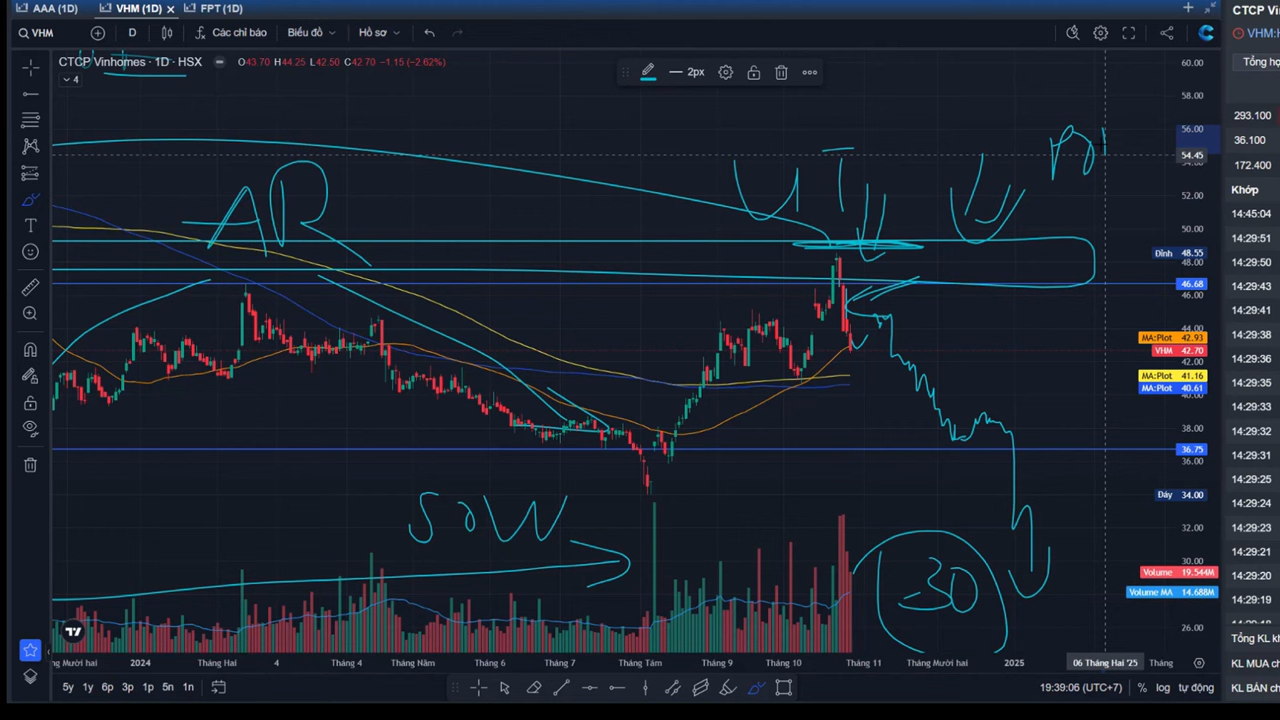 AAA (1D) VHM (1D) FPT (1D)
CTCP Vin
VHM D Các chỉ báo Biểu đồ Hồ sơ
VHM:
CTCP Vinhomes · 1D · HSX O43.70 H44.25 L42.50 C42.70 −1.15 (−2.62%)
4
2px
Tổng hợ
60.00
58.00
56.00
54.45
52.00
50.00
Đỉnh 48.55
48.00
46.68
46.00
44.00
MA:Plot 42.93
VHM 42.70
42.00
MA:Plot 41.16
MA:Plot 40.61
40.00
38.00
36.75
36.00
Đáy 34.00
32.00
30.00
Volume 19.544M
Volume MA 14.688M
26.00
293.100
36.100
172.400
Khớp
14:45:04
14:29:51
14:29:50
14:29:43
14:29:41
14:29:38
14:29:36
14:29:35
14:29:33
14:29:32
14:29:31
14:29:25
14:29:24
14:29:23
14:29:21
14:29:20
14:29:19
Tổng KL kh
KL MUA c
KL BÁN ch
AR
UT
SOW
-30
ng Mười hai 2024 Tháng Hai 4 Tháng 4 Tháng Năm Tháng 6 Tháng 7 Tháng Tám Tháng 9 Tháng 10 Tháng 11 Tháng Mười hai 2025 06 Tháng Hai '25 Tháng
5y 1y 6p 3p 1p 5n 1n
19:39:06 (UTC+7) % log tự động